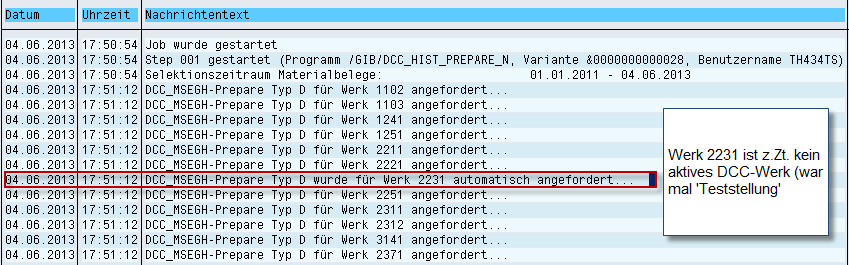 Datum Uhrzeit Nachrichtentext
04.06.2013 17:50:54 Job wurde gestartet
04.06.2013 17:50:54 Step 001 gestartet (Programm /GIB/DCC_HIST_PREPARE_N, Variante &0000000000028, Benutzername TH434TS)
04.06.2013 17:50:54 Selektionszeitraum Materialbelege: 01.01.2011 - 04.06.2013
04.06.2013 17:51:12 DCC_MSEGH-Prepare Typ D für Werk 1102 angefordert...
04.06.2013 17:51:12 DCC_MSEGH-Prepare Typ D für Werk 1103 angefordert...
04.06.2013 17:51:12 DCC_MSEGH-Prepare Typ D für Werk 1241 angefordert...
04.06.2013 17:51:12 DCC_MSEGH-Prepare Typ D für Werk 1251 angefordert...
04.06.2013 17:51:12 DCC_MSEGH-Prepare Typ D für Werk 2211 angefordert...
04.06.2013 17:51:12 DCC_MSEGH-Prepare Typ D für Werk 2221 angefordert...
04.06.2013 17:51:12 DCC_MSEGH-Prepare Typ D wurde für Werk 2231 automatisch angefordert...
04.06.2013 17:51:12 DCC_MSEGH-Prepare Typ D für Werk 2251 angefordert...
04.06.2013 17:51:12 DCC_MSEGH-Prepare Typ D für Werk 2311 angefordert...
04.06.2013 17:51:12 DCC_MSEGH-Prepare Typ D für Werk 2312 angefordert...
04.06.2013 17:51:12 DCC_MSEGH-Prepare Typ D für Werk 3141 angefordert...
04.06.2013 17:51:12 DCC_MSEGH-Prepare Typ D für Werk 2371 angefordert...
Werk 2231 ist z.Zt. kein
aktives DCC-Werk (war
mal 'Teststellung'